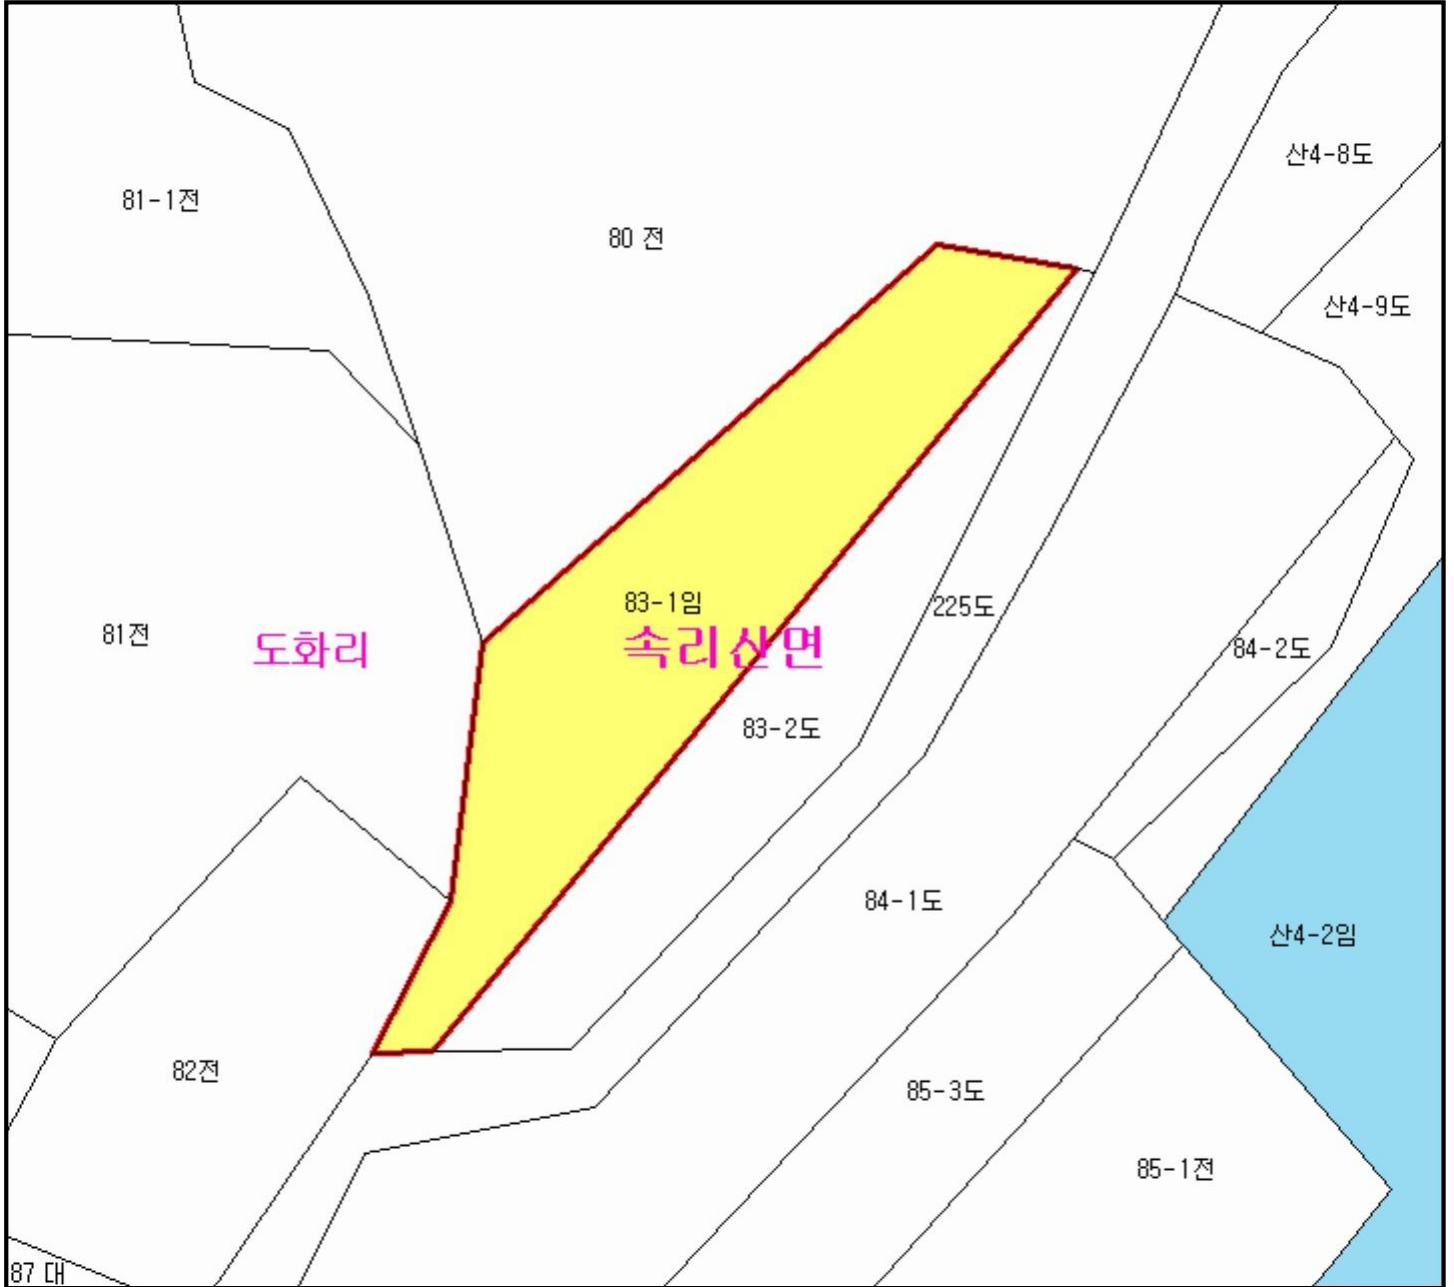 산4-8도
81-1전
80 전
산4-9도
83-1임
225도
81전
도화리
속리산면
84-2도
83-2도
84-1도
산4-2임
82전
85-3도
85-1전
87 대